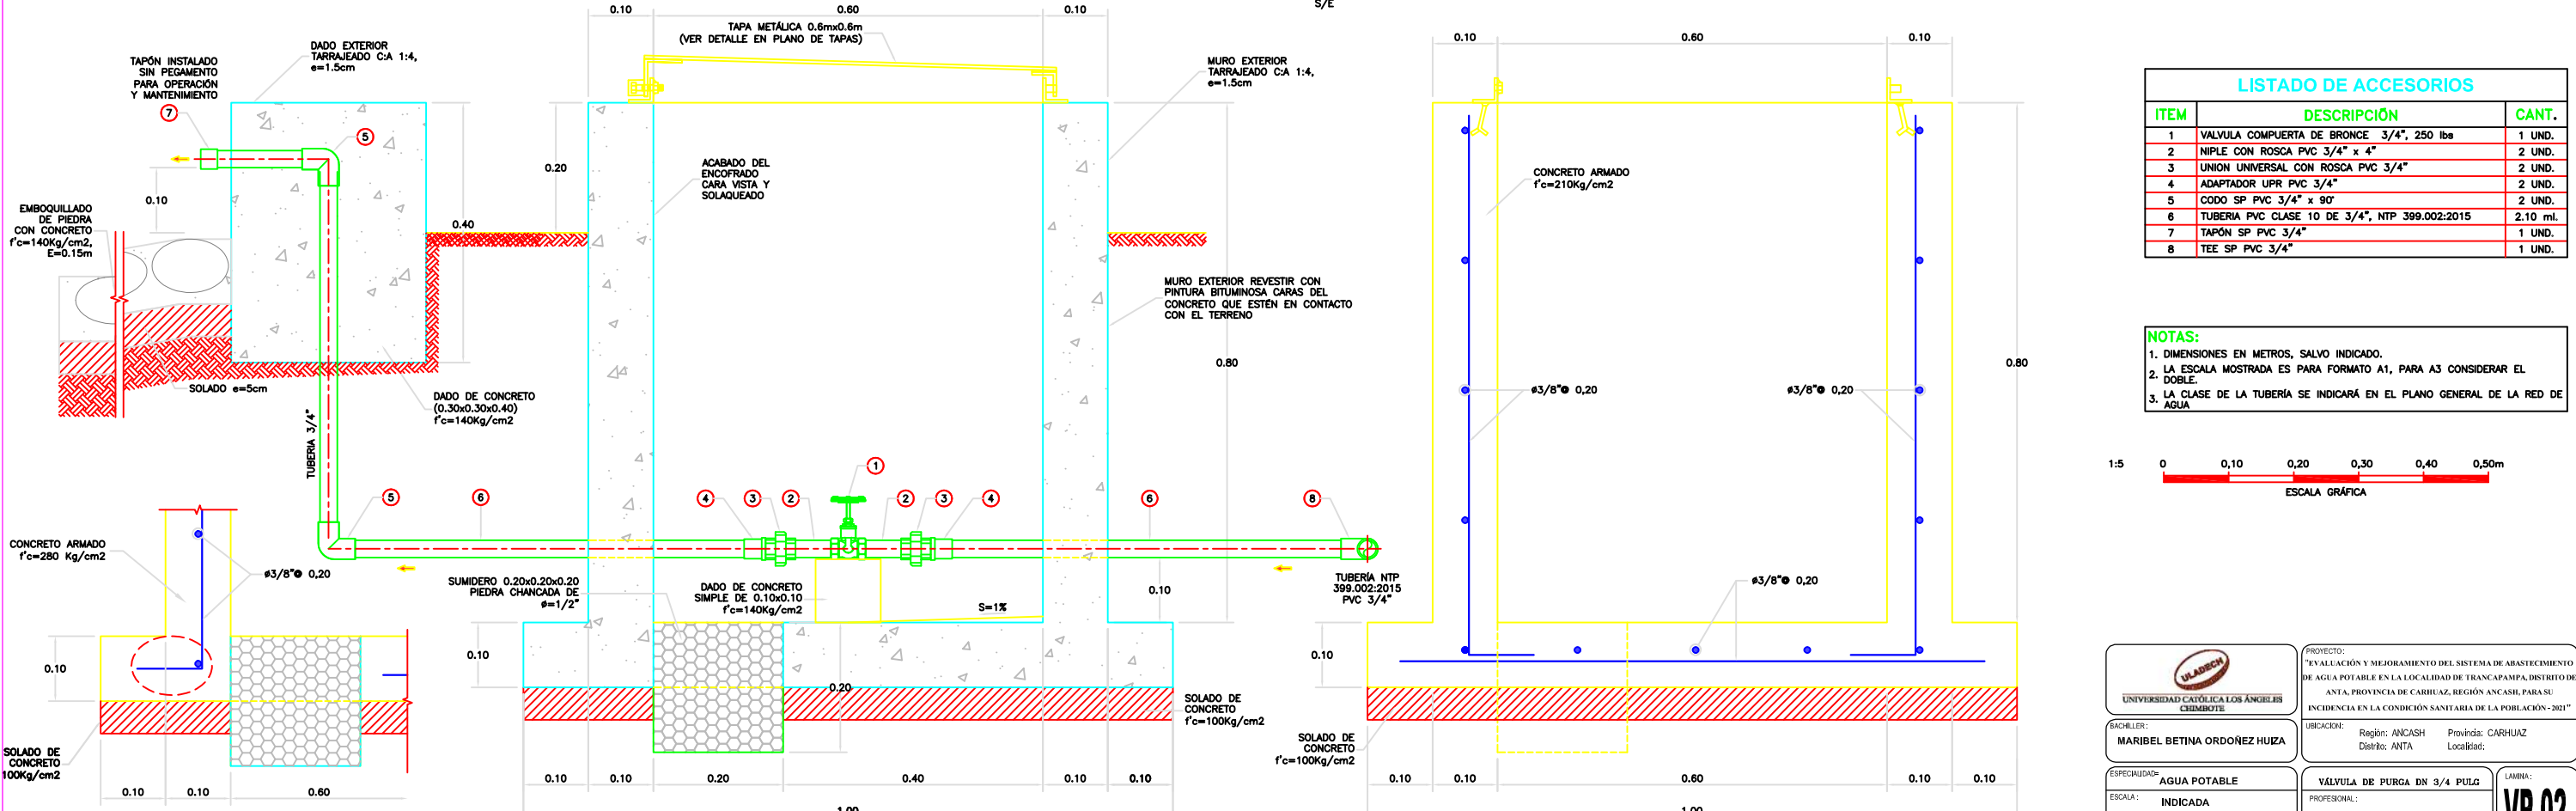 S/E
0.10
0.60
0.10
TAPA METÁLICA 0.6mx0.6m
(VER DETALLE EN PLANO DE TAPAS)
DADO EXTERIOR
TARRAJEADO C:A 1:4,
e=1.5cm
TAPÓN INSTALADO
SIN PEGAMENTO
PARA OPERACIÓN
Y MANTENIMIENTO
7
5
0.10
EMBOQUILLADO
DE PIEDRA
CON CONCRETO
f'c=140Kg/cm2,
E=0.15m
SOLADO e=5cm
TUBERIA 3/4"
0.40
0.20
DADO DE CONCRETO
(0.30x0.30x0.40)
f'c=140Kg/cm2
ACABADO DEL
ENCOFRADO
CARA VISTA Y
SOLAQUEADO
MURO EXTERIOR
TARRAJEADO C:A 1:4,
e=1.5cm
MURO EXTERIOR REVESTIR CON
PINTURA BITUMINOSA CARAS DEL
CONCRETO QUE ESTÉN EN CONTACTO
CON EL TERRENO
0.80
5
6
4
3
2
1
2
3
4
6
8
SUMIDERO 0.20x0.20x0.20
PIEDRA CHANCADA DE
ø=1/2"
DADO DE CONCRETO
SIMPLE DE 0.10x0.10
f'c=140Kg/cm2
S=1%
0.10
TUBERÍA NTP
399.002:2015
PVC 3/4"
0.10
0.20
SOLADO DE
CONCRETO
f'c=100Kg/cm2
0.10
0.10
0.20
0.40
0.10
0.10
1.00
CONCRETO ARMADO
f'c=280 Kg/cm2
ø3/8"@ 0,20
0.10
SOLADO DE
CONCRETO
100Kg/cm2
0.10
0.10
0.60
0.10
0.60
0.10
CONCRETO ARMADO
f'c=210Kg/cm2
ø3/8"@ 0,20
ø3/8"@ 0,20
0.80
ø3/8"@ 0,20
0.10
SOLADO DE
CONCRETO
f'c=100Kg/cm2
0.10
0.10
0.60
0.10
0.10
1.00
LISTADO DE ACCESORIOS
ITEM DESCRIPCIÓN CANT.
1 VALVULA COMPUERTA DE BRONCE 3/4", 250 lbs 1 UND.
2 NIPLE CON ROSCA PVC 3/4" x 4" 2 UND.
3 UNION UNIVERSAL CON ROSCA PVC 3/4" 2 UND.
4 ADAPTADOR UPR PVC 3/4" 2 UND.
5 CODO SP PVC 3/4" x 90° 2 UND.
6 TUBERIA PVC CLASE 10 DE 3/4", NTP 399.002:2015 2.10 ml.
7 TAPÓN SP PVC 3/4" 1 UND.
8 TEE SP PVC 3/4" 1 UND.
NOTAS:
1. DIMENSIONES EN METROS, SALVO INDICADO.
2. LA ESCALA MOSTRADA ES PARA FORMATO A1, PARA A3 CONSIDERAR EL
DOBLE.
3. LA CLASE DE LA TUBERÍA SE INDICARÁ EN EL PLANO GENERAL DE LA RED DE
AGUA
1:5 0 0,10 0,20 0,30 0,40 0,50m
ESCALA GRÁFICA
ULADECH
UNIVERSIDAD CATÓLICA LOS ÁNGELES
CHIMBOTE
PROYECTO:
"EVALUACIÓN Y MEJORAMIENTO DEL SISTEMA DE ABASTECIMIENTO
DE AGUA POTABLE EN LA LOCALIDAD DE TRANCAPAMPA, DISTRITO DE
ANTA, PROVINCIA DE CARHUAZ, REGIÓN ANCASH, PARA SU
INCIDENCIA EN LA CONDICIÓN SANITARIA DE LA POBLACIÓN - 2021"
BACHILLER:
MARIBEL BETINA ORDOÑEZ HUIZA
UBICACION:
Región: ANCASH Provincia: CARHUAZ
Distrito: ANTA Localidad:
ESPECIALIDAD=
AGUA POTABLE
ESCALA:
INDICADA
VÁLVULA DE PURGA DN 3/4 PULG
PROFESIONAL:
LAMINA:
VP 03